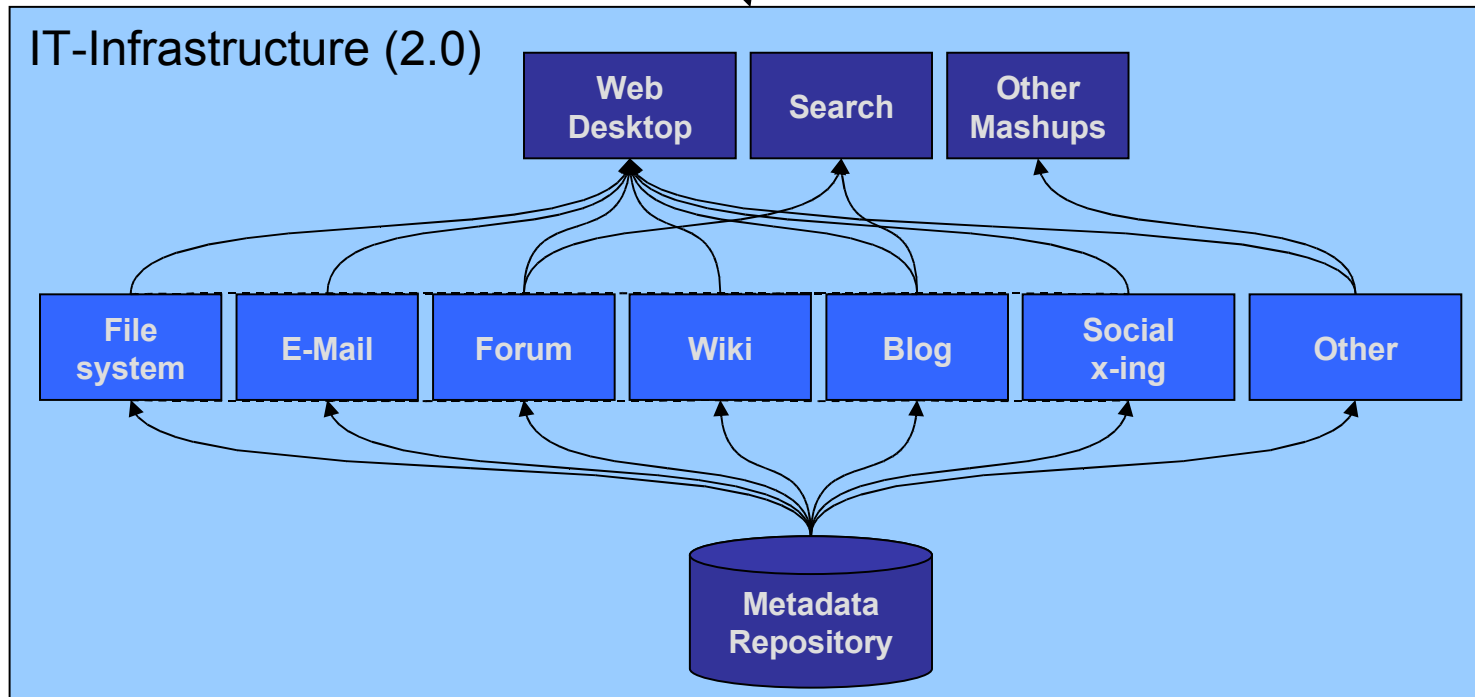 IT-Infrastructure (2.0)
Web
Desktop
Search
Other
Mashups
File
system
E-Mail
Forum
Wiki
Blog
Social
x-ing
Other
Metadata
Repository